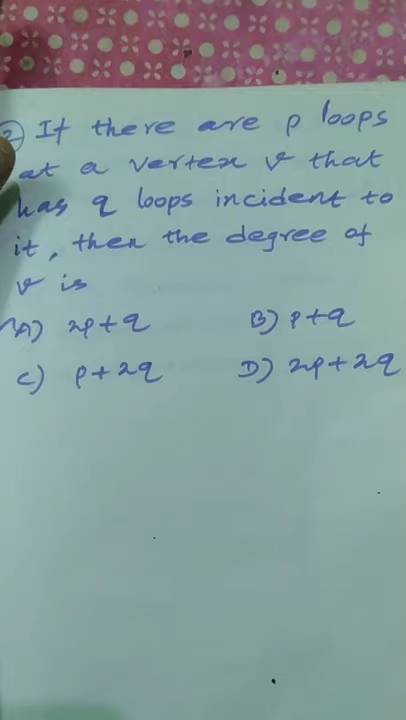 2) If there are p loops
at a vertex v that
has q loops incident to
it, then the degree of
v is
A) 2p+q B) p+q
C) p+2q D) 2p+2q